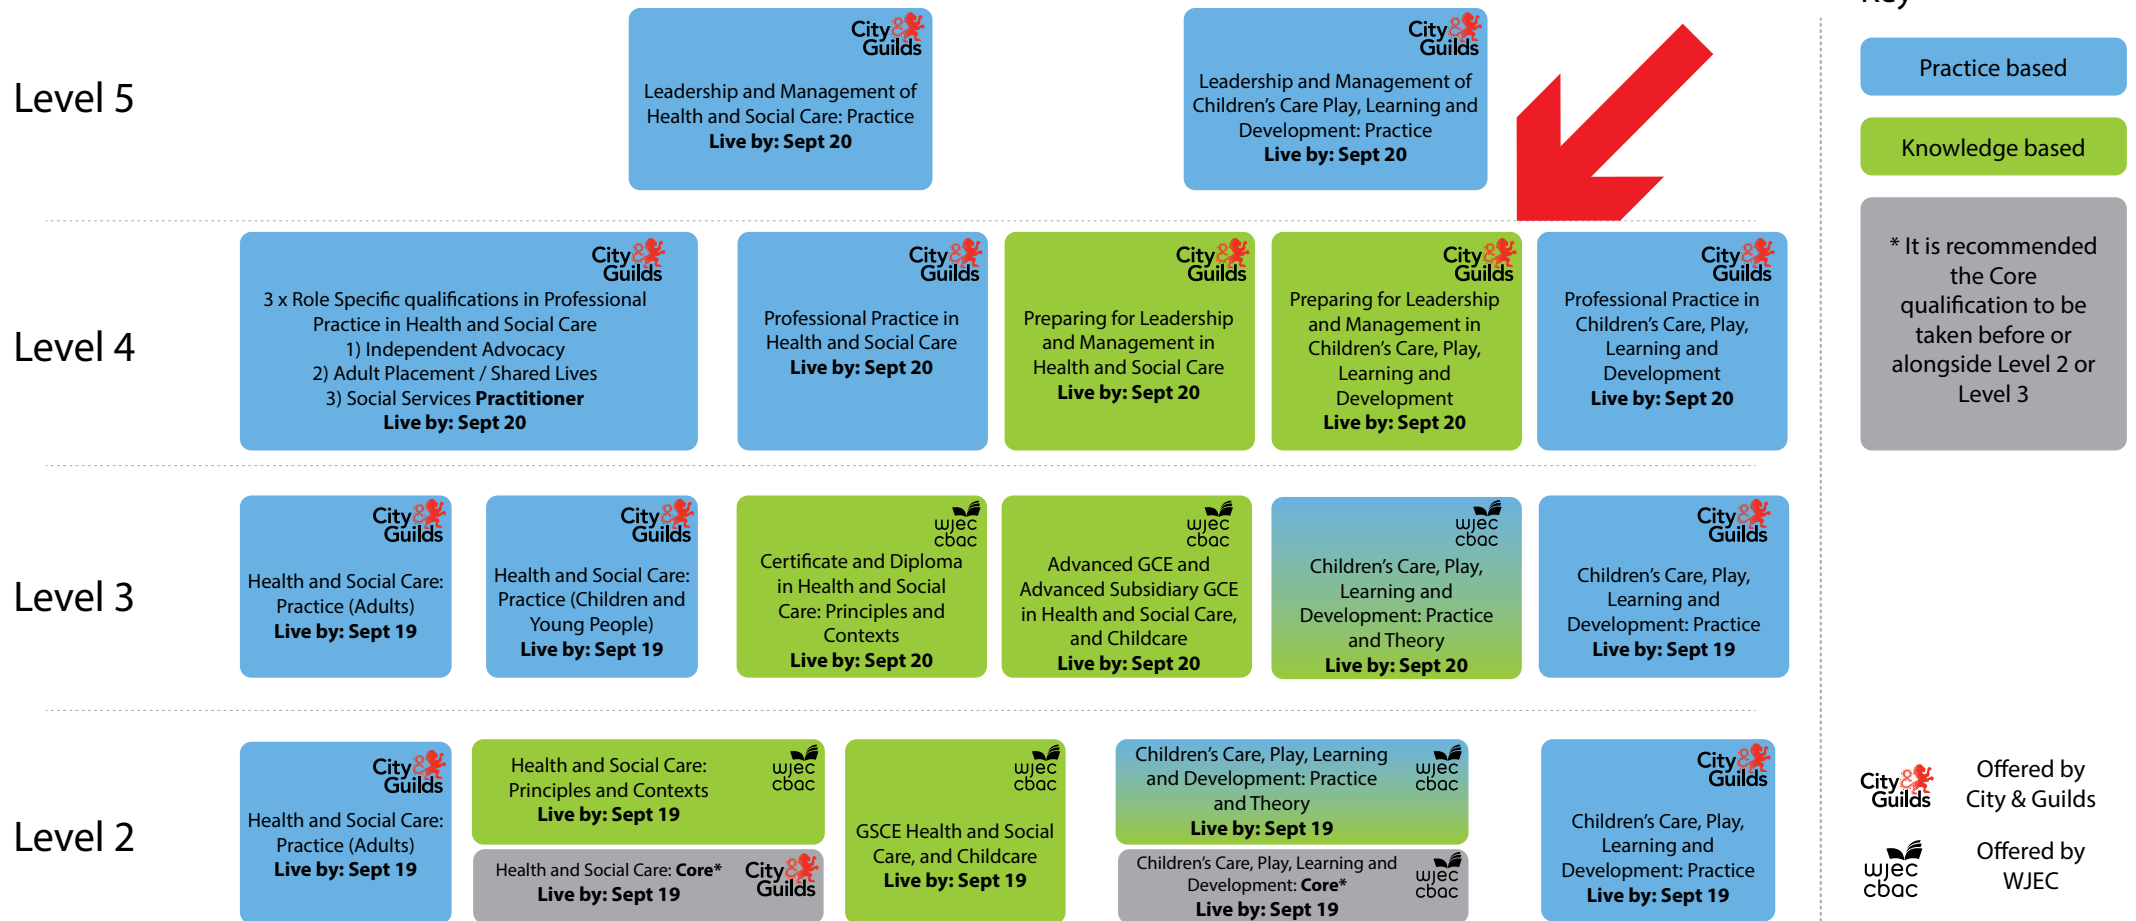 Key
Level 5
City & Guilds
Leadership and Management of
Health and Social Care: Practice
Live by: Sept 20
City & Guilds
Leadership and Management of
Children's Care Play, Learning and
Development: Practice
Live by: Sept 20
Practice based
Knowledge based
* It is recommended
the Core
qualification to be
taken before or
alongside Level 2 or
Level 3
Level 4
City & Guilds
3 x Role Specific qualifications in Professional
Practice in Health and Social Care
1) Independent Advocacy
2) Adult Placement / Shared Lives
3) Social Services Practitioner
Live by: Sept 20
City & Guilds
Professional Practice in
Health and Social Care
Live by: Sept 20
City & Guilds
Preparing for Leadership
and Management in
Health and Social Care
Live by: Sept 20
City & Guilds
Preparing for Leadership
and Management in
Children's Care, Play,
Learning and
Development
Live by: Sept 20
City & Guilds
Professional Practice in
Children's Care, Play,
Learning and
Development
Live by: Sept 20
Level 3
City & Guilds
Health and Social Care:
Practice (Adults)
Live by: Sept 19
City & Guilds
Health and Social Care:
Practice (Children and
Young People)
Live by: Sept 19
wjec
cbac
Certificate and Diploma
in Health and Social
Care: Principles and
Contexts
Live by: Sept 20
wjec
cbac
Advanced GCE and
Advanced Subsidiary GCE
in Health and Social Care,
and Childcare
Live by: Sept 20
wjec
cbac
Children's Care, Play,
Learning and
Development: Practice
and Theory
Live by: Sept 20
City & Guilds
Children's Care, Play,
Learning and
Development: Practice
Live by: Sept 19
Level 2
City & Guilds
Health and Social Care:
Practice (Adults)
Live by: Sept 19
Health and Social Care:
Principles and Contexts
Live by: Sept 19
wjec
cbac
Health and Social Care: Core*
Live by: Sept 19
City & Guilds
wjec
cbac
GSCE Health and Social
Care, and Childcare
Live by: Sept 19
Children's Care, Play, Learning
and Development: Practice
and Theory
Live by: Sept 19
wjec
cbac
Children's Care, Play, Learning and
Development: Core*
Live by: Sept 19
wjec
cbac
City & Guilds
Children's Care, Play,
Learning and
Development: Practice
Live by: Sept 19
City & Guilds
Offered by
City & Guilds
wjec
cbac
Offered by
WJEC